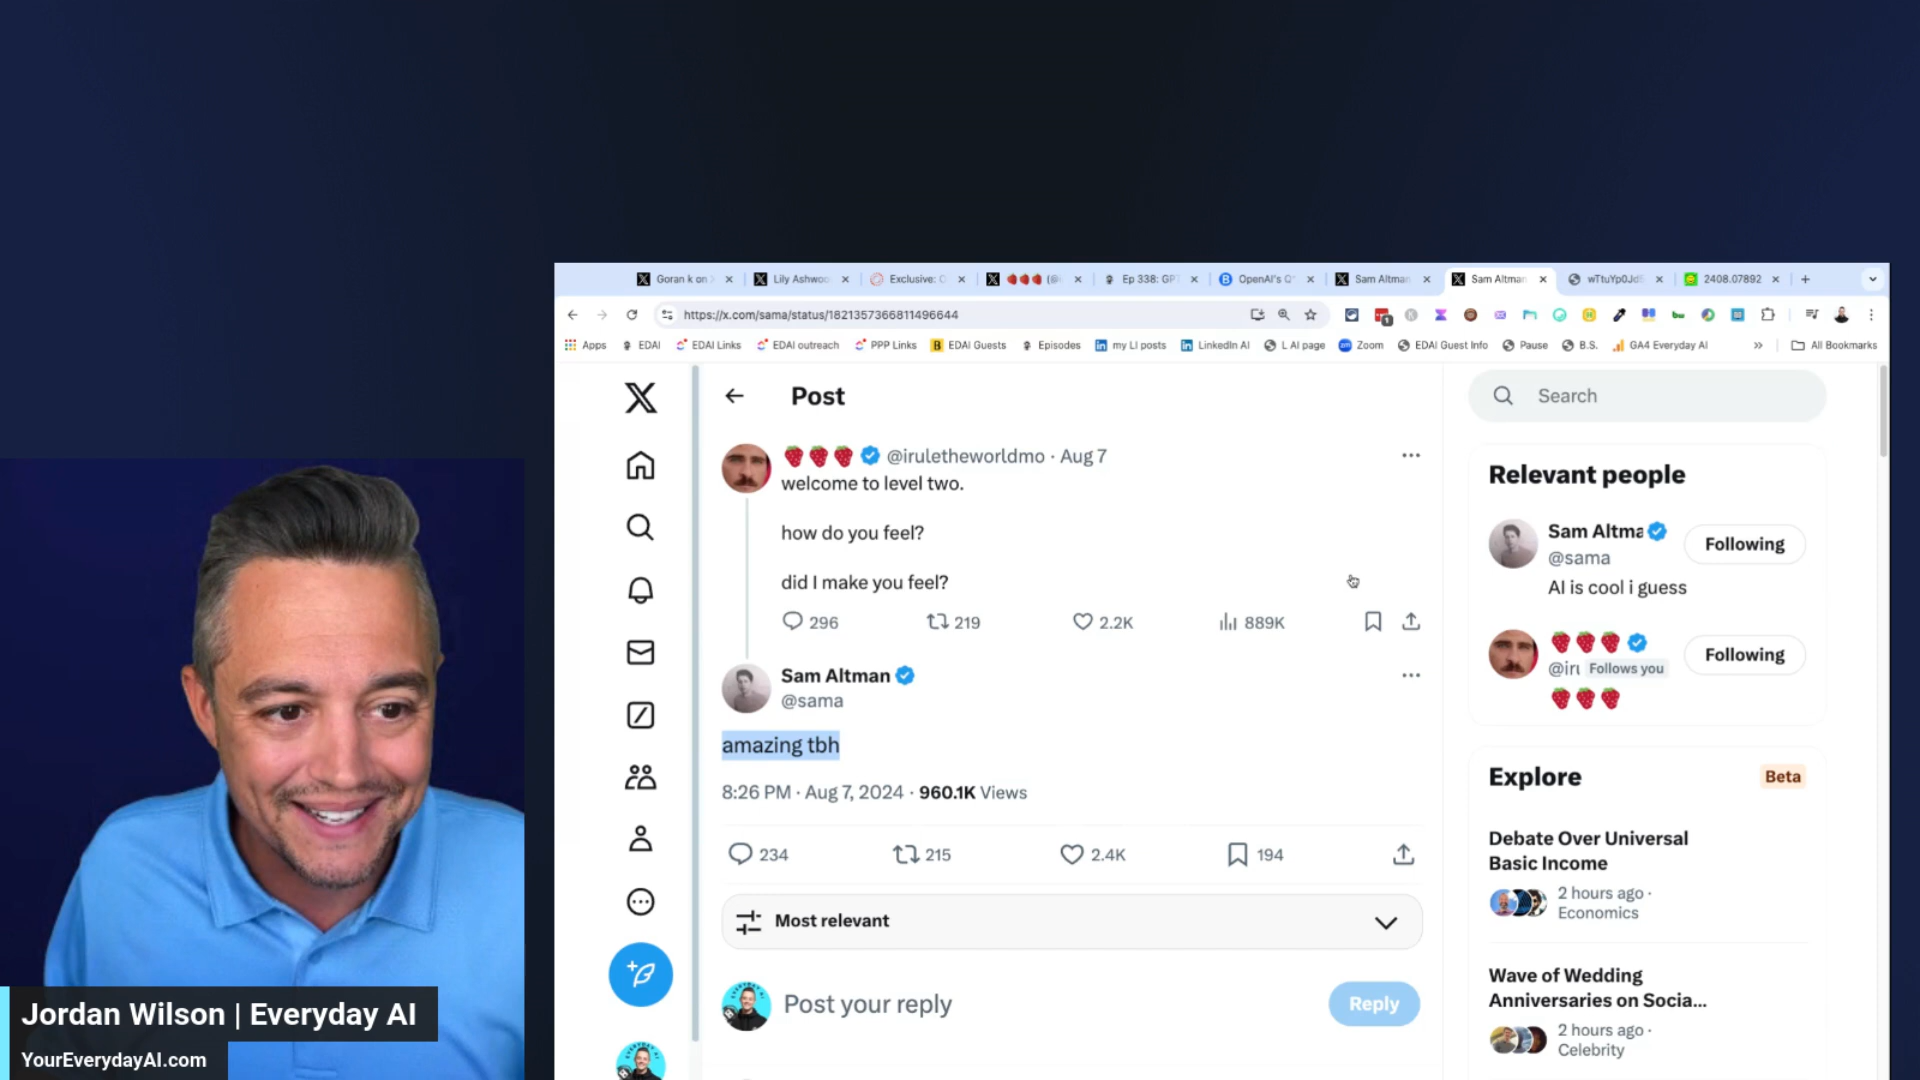 Goran k on
Lily Ashwoo
Exclusive: O
🍓🍓🍓 (@
Ep 338: GPT
OpenAI's Q*
Sam Altman
Sam Altman
wTtuYp0Jd
2408.07892
https://x.com/sama/status/1821357366811496644
Apps
EDAI
EDAI Links
EDAI outreach
PPP Links
EDAI Guests
Episodes
my LI posts
LinkedIn AI
L AI page
Zoom
EDAI Guest Info
Pause
B.S.
GA4 Everyday AI
All Bookmarks
Post
🍓🍓🍓 @iruletheworldmo · Aug 7
welcome to level two.
how do you feel?
did I make you feel?
296 219 2.2K 889K
Sam Altman
@sama
amazing tbh
8:26 PM · Aug 7, 2024 · 960.1K Views
234 215 2.4K 194
Most relevant
Post your reply
Reply
Search
Relevant people
Sam Altma
@sama
Following
AI is cool i guess
🍓🍓🍓
@iru Follows you
Following
🍓🍓🍓
Explore
Beta
Debate Over Universal
Basic Income
2 hours ago ·
Economics
Wave of Wedding
Anniversaries on Socia...
2 hours ago ·
Celebrity
Jordan Wilson | Everyday AI
YourEverydayAI.com